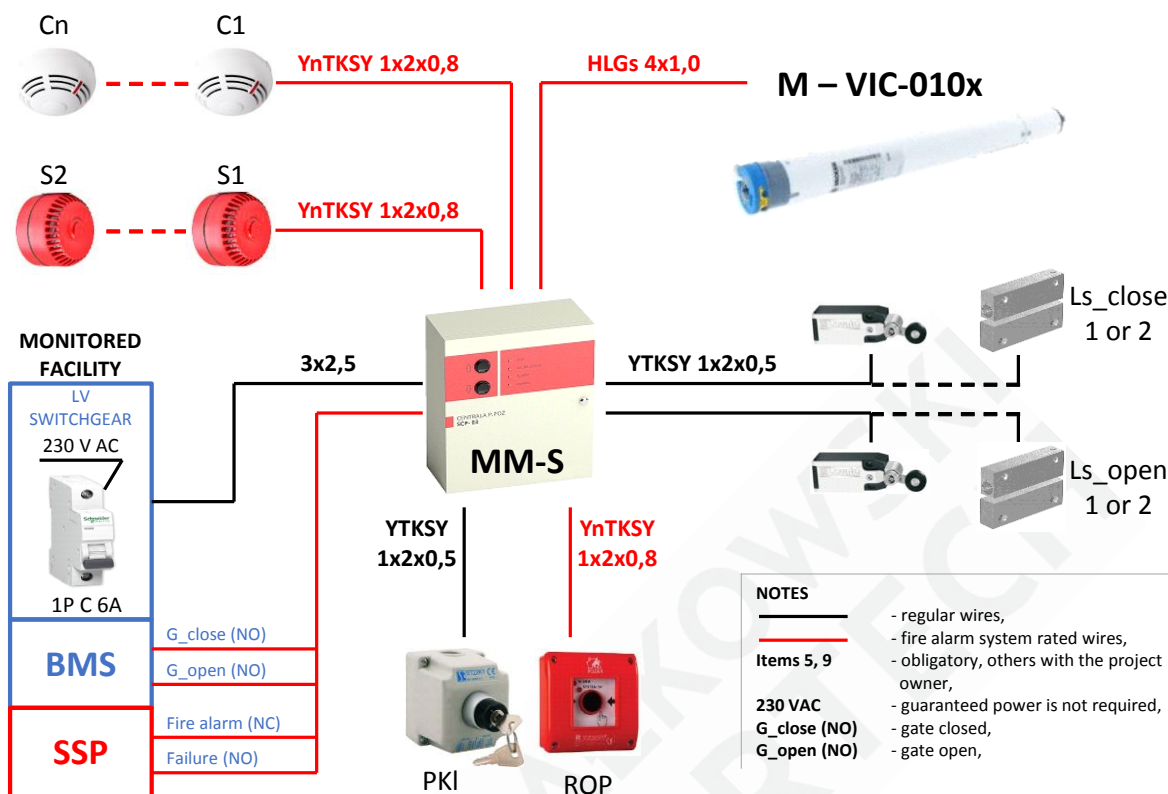 Cn
C1
YnTKSY 1x2x0,8
HLGs 4x1,0
M – VIC-010x
S2
S1
YnTKSY 1x2x0,8
MONITORED
FACILITY
LV
SWITCHGEAR
230 V AC
Schneider
1P C 6A
3x2,5
CENTRALA P.POZ
MM-S
YTKSY 1x2x0,5
Ls_close
1 or 2
Ls_open
1 or 2
YTKSY
1x2x0,5
YnTKSY
1x2x0,8
BMS
G_close (NO)
G_open (NO)
SSP
Fire alarm (NC)
Failure (NO)
PKl
ROP
NOTES
- regular wires,
- fire alarm system rated wires,
Items 5, 9 - obligatory, others with the project
owner,
230 VAC - guaranteed power is not required,
G_close (NO) - gate closed,
G_open (NO) - gate open,